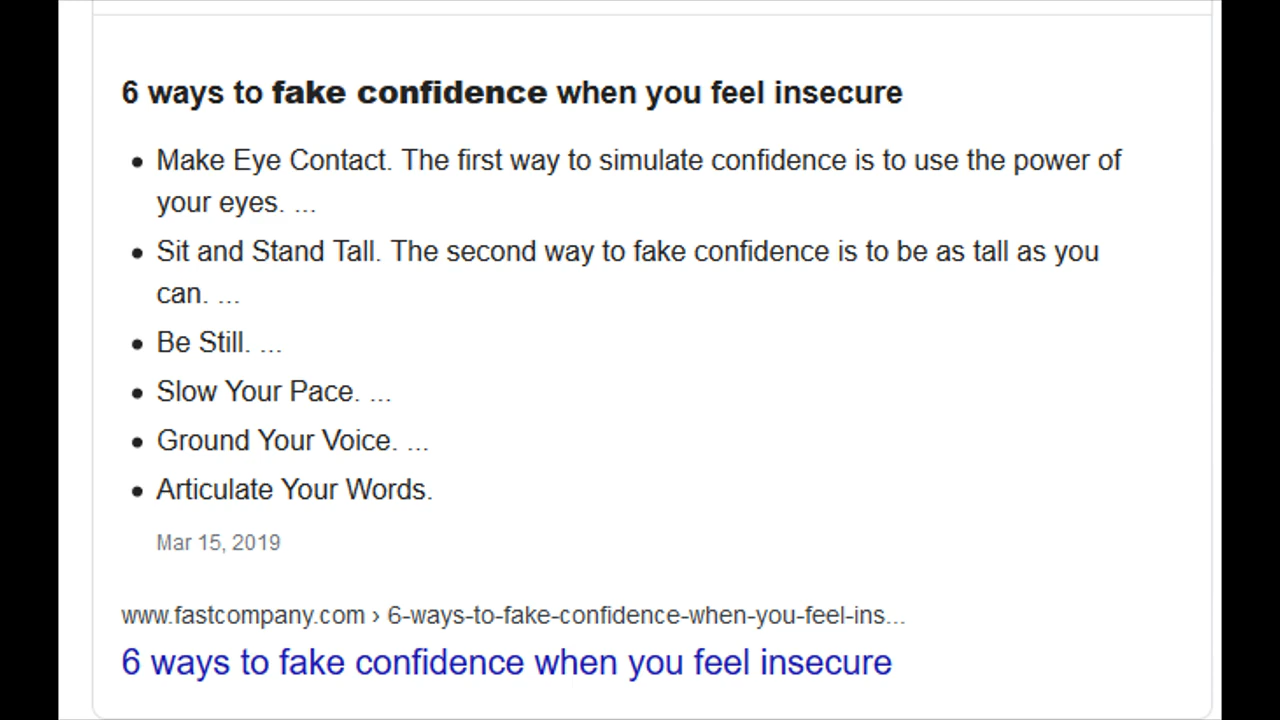 6 ways to fake confidence when you feel insecure
• Make Eye Contact. The first way to simulate confidence is to use the power of
your eyes. ...
• Sit and Stand Tall. The second way to fake confidence is to be as tall as you
can. ...
• Be Still. ...
• Slow Your Pace. ...
• Ground Your Voice. ...
• Articulate Your Words.
Mar 15, 2019
www.fastcompany.com › 6-ways-to-fake-confidence-when-you-feel-ins...
6 ways to fake confidence when you feel insecure